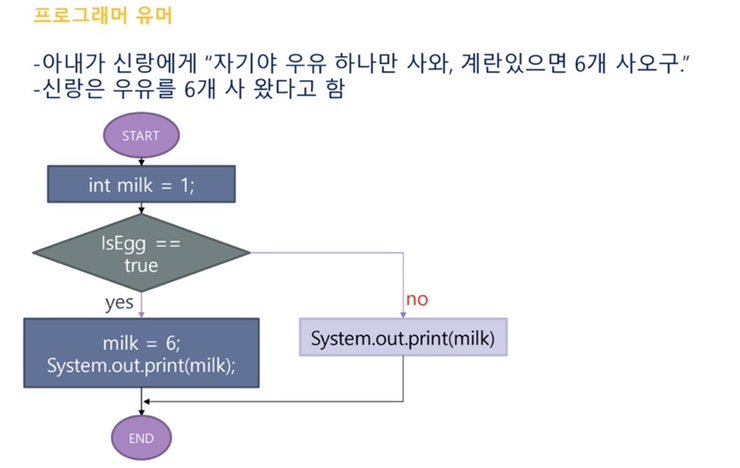 프로그래머 유머
-아내가 신랑에게 “자기야 우유 하나만 사와, 계란있으면 6개 사오구.”
-신랑은 우유를 6개 사 왔다고 함
START
int milk = 1;
IsEgg ==
true
yes
no
milk = 6;
System.out.print(milk);
System.out.print(milk)
END